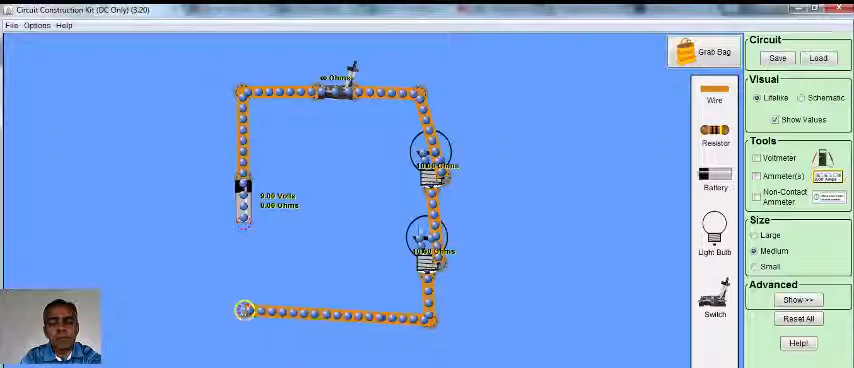 Circuit Construction Kit (DC Only) (3.20)
File Options Help
∞ Ohms
10.00 Ohms
9.00 Volts
0.00 Ohms
10.00 Ohms
Grab Bag
Wire
Resistor
Battery
Light Bulb
Switch
Circuit
Save Load
Visual
Lifelike Schematic
Show Values
Tools
Voltmeter
Ammeter(s)
Non-Contact
Ammeter
Size
Large
Medium
Small
Advanced
Show >>
Reset All
Help!